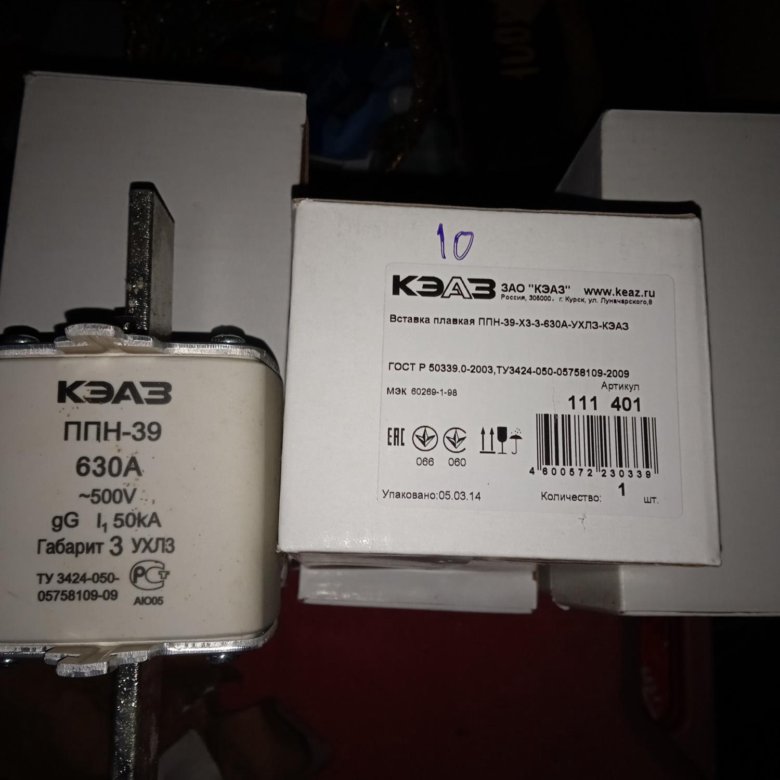 КЭАЗ
ППН-39
630А
~500V
gG I₁ 50kA
Габарит 3 УХЛ3
ТУ 3424-050-
05758109-09
РСТ
АЮ05
10
КЭАЗ ЗАО "КЭАЗ" www.keaz.ru
Россия, 305000, г. Курск, ул. Луначарского,8
Вставка плавкая ППН-39-Х3-3-630А-УХЛ3-КЭАЗ
ГОСТ Р 50339.0-2003,ТУ3424-050-05758109-2009
МЭК 60269-1-98
Артикул
111 401
ЕАС
066 060
4 600572 230339
Упаковано:05.03.14 Количество: 1 шт.